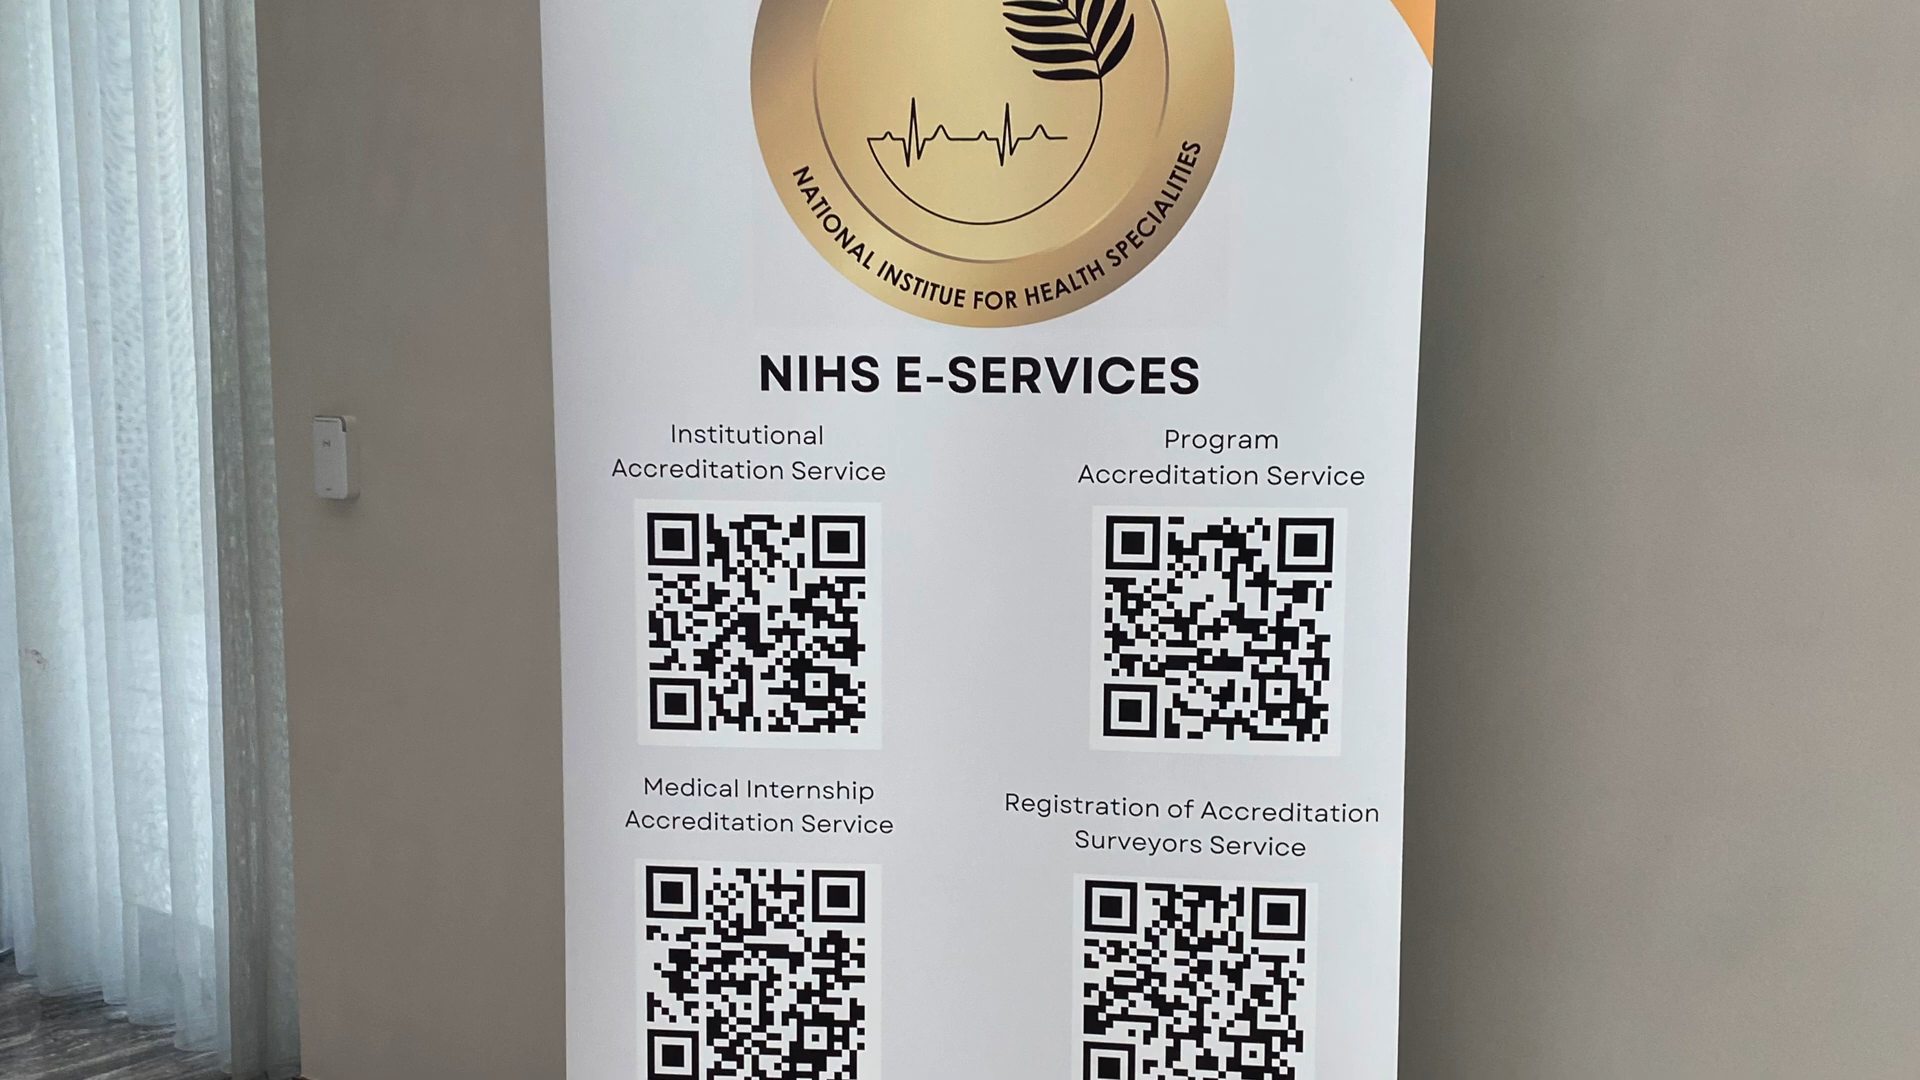 NATIONAL INSTITUE FOR HEALTH SPECIALITIES
NIHS E-SERVICES
Institutional
Accreditation Service
Program
Accreditation Service
Medical Internship
Accreditation Service
Registration of Accreditation
Surveyors Service